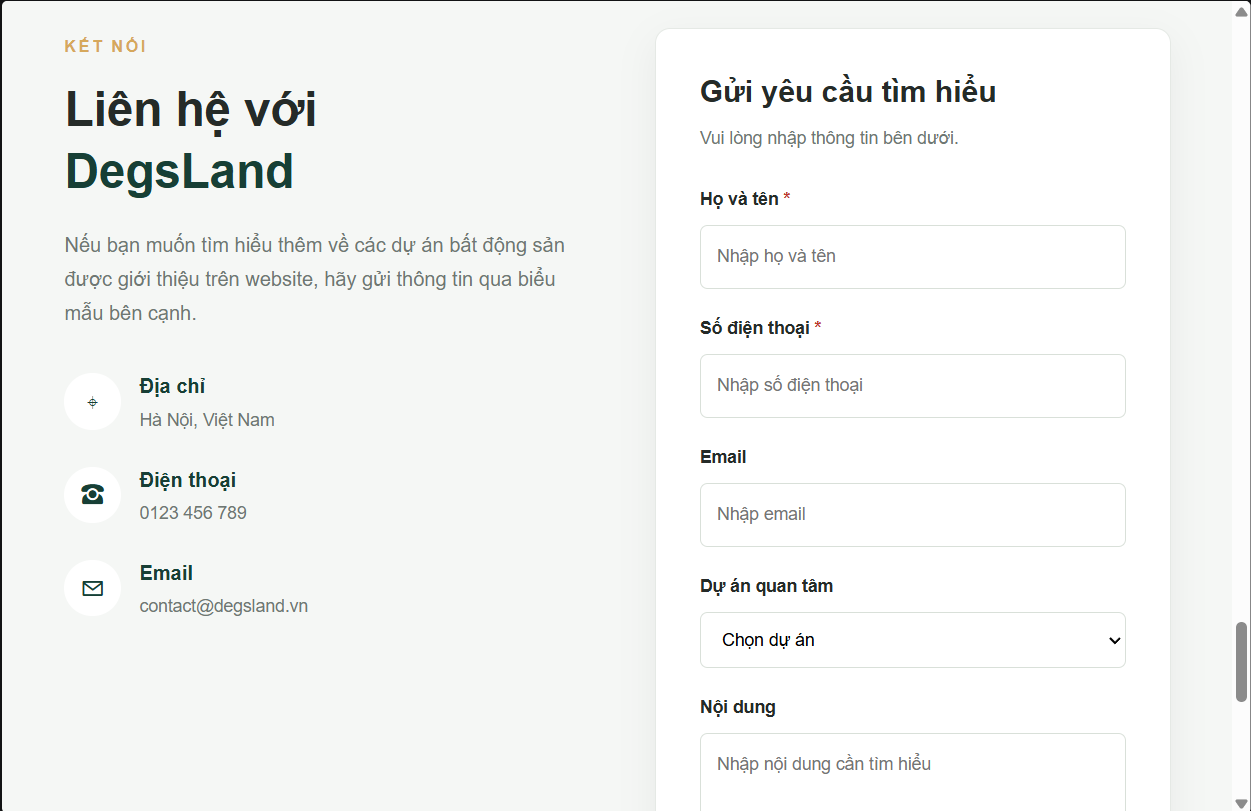 KẾT NỐI
Liên hệ với
DegsLand
Nếu bạn muốn tìm hiểu thêm về các dự án bất động sản
được giới thiệu trên website, hãy gửi thông tin qua biểu
mẫu bên cạnh.
Địa chỉ
Hà Nội, Việt Nam
Điện thoại
0123 456 789
Email
contact@degsland.vn
Gửi yêu cầu tìm hiểu
Vui lòng nhập thông tin bên dưới.
Họ và tên *
Nhập họ và tên
Số điện thoại *
Nhập số điện thoại
Email
Nhập email
Dự án quan tâm
Chọn dự án
Nội dung
Nhập nội dung cần tìm hiểu